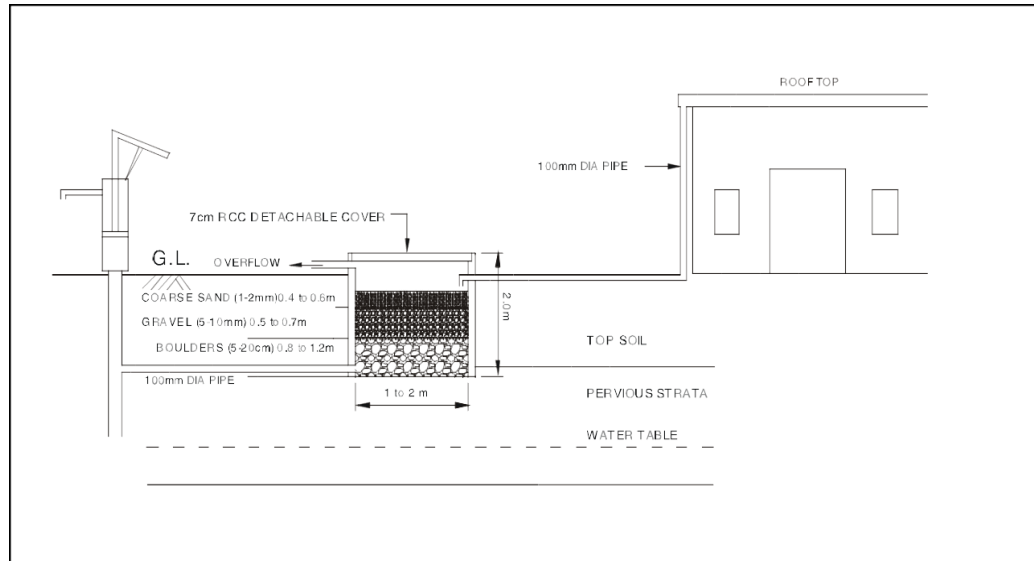 ROOFTOP
100mm DIA PIPE
7cm RCC DETACHABLE COVER
G.L.
OVERFLOW
COARSE SAND (1-2mm)0.4 to 0.6m
GRAVEL (5-10mm) 0.5 to 0.7m
BOULDERS (5-20cm) 0.8 to 1.2m
100mm DIA PIPE
2.0m
1 to 2 m
TOP SOIL
PERVIOUS STRATA
WATER TABLE